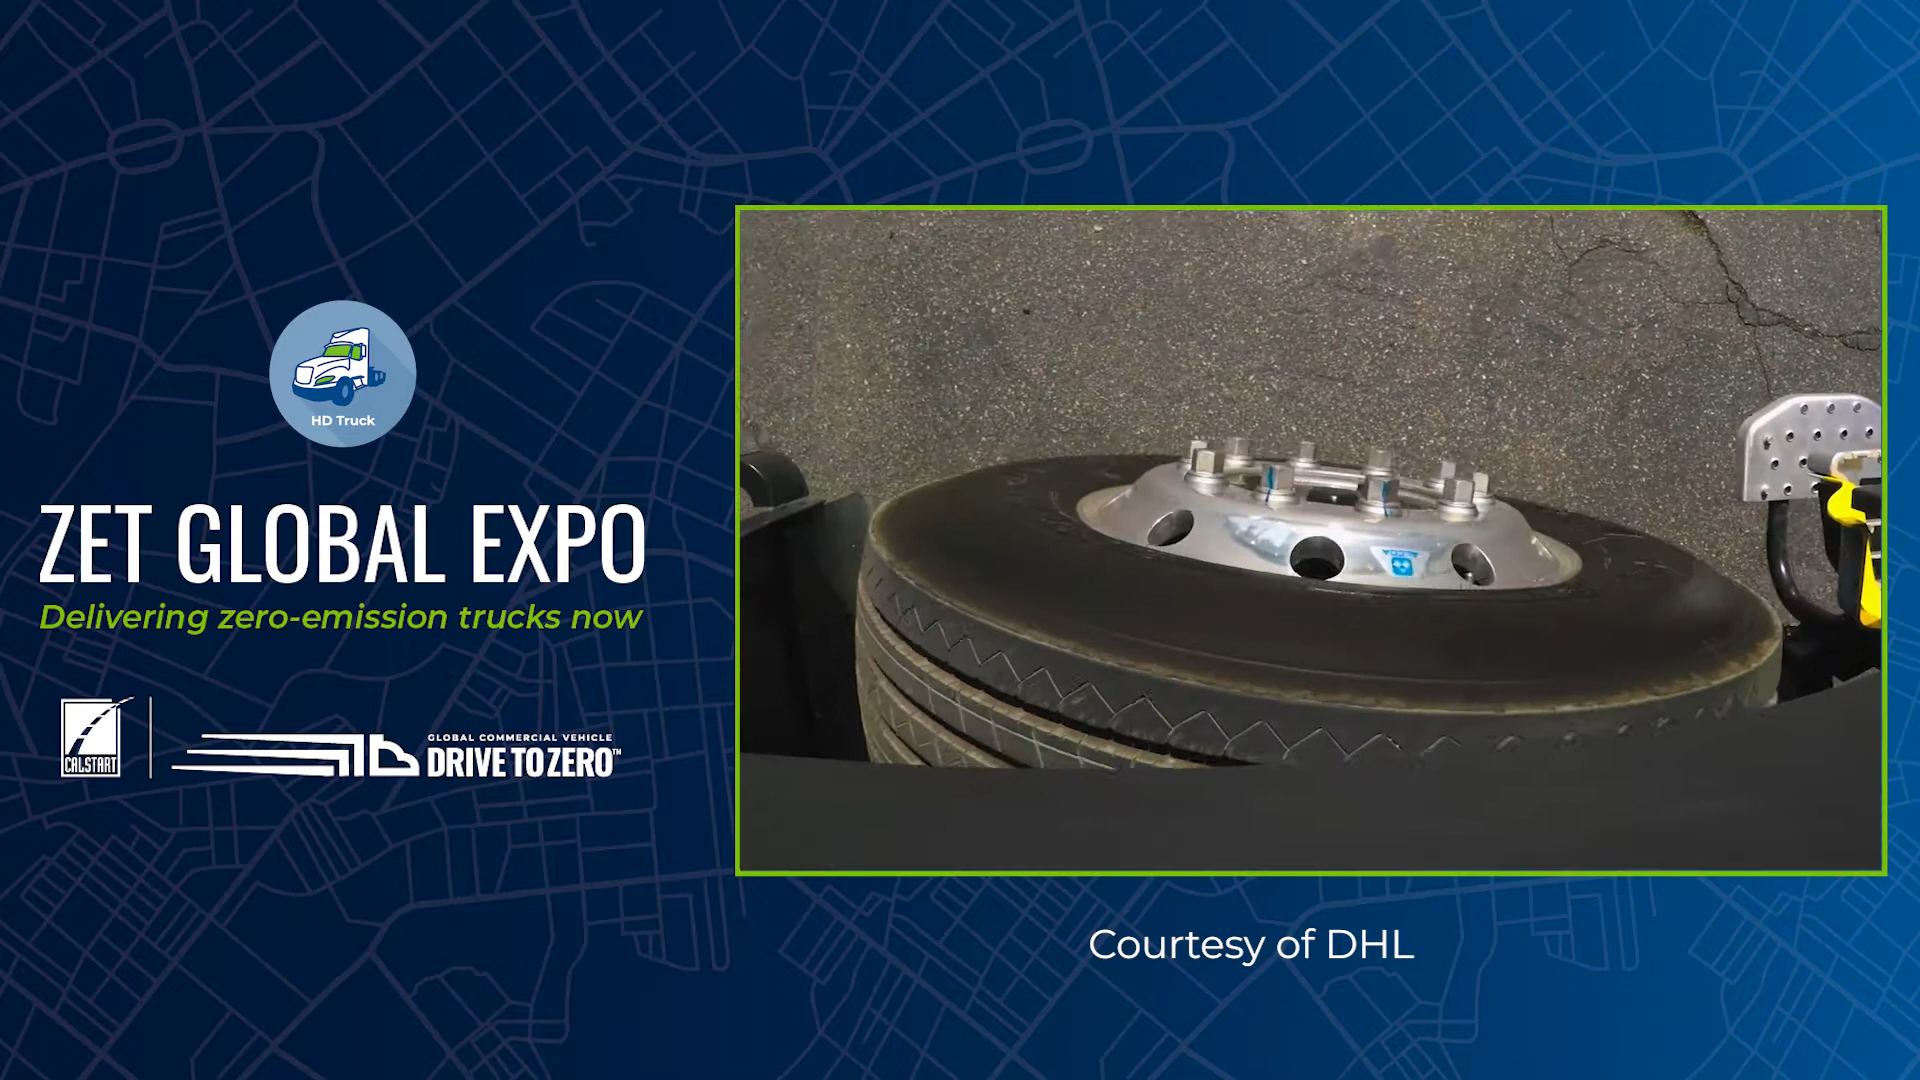 HD Truck
ZET GLOBAL EXPO
Delivering zero-emission trucks now
CALSTART
GLOBAL COMMERCIAL VEHICLE
DRIVE TO ZERO™
Courtesy of DHL